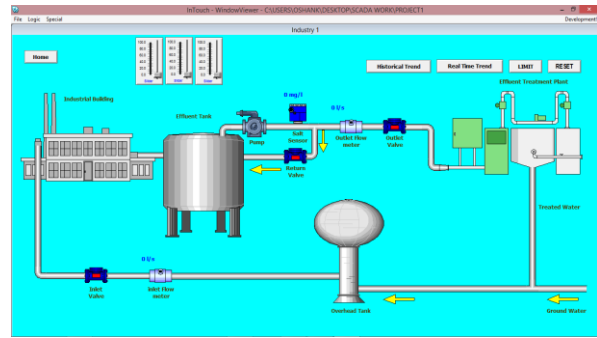 InTouch - WindowViewer - C:\USERS\OSHANK\DESKTOP\SCADA WORK\PROJECT1
File Logic Special
Development!
Industry 1
Home
Historical Trend
Real Time Trend
LIMIT
RESET
Effluent Treatment Plant
Industrial Building
Effluent Tank
0 mg/l
0 l/s
Pump
Salt
Sensor
Outlet Flow
meter
Outlet
Valve
Return
Valve
Treated Water
0 l/s
Inlet
Valve
inlet Flow
meter
Overhead Tank
Ground Water